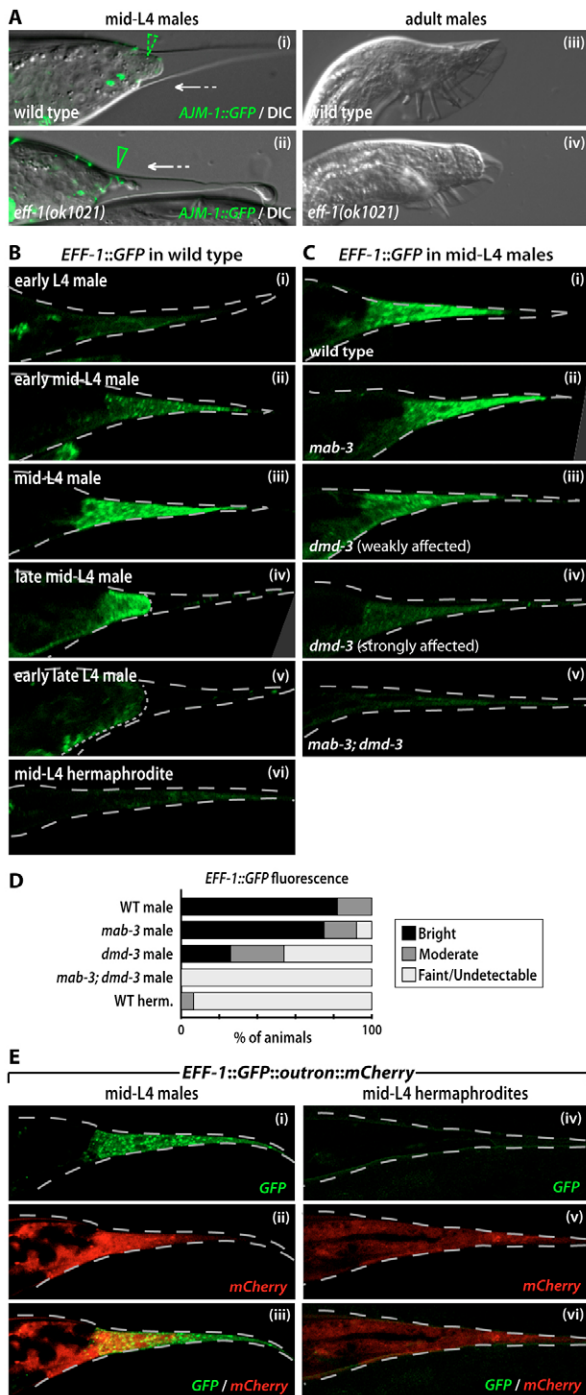 A
mid-L4 males
adult males
(i)
wild type
AJM-1::GFP / DIC
(iii)
(ii)
eff-1(ok1021)
AJM-1::GFP / DIC
(iv)
eff-1(ok1021)
B
EFF-1::GFP in wild type
early L4 male
(i)
early mid-L4 male
(ii)
mid-L4 male
(iii)
late mid-L4 male
(iv)
early late L4 male
(v)
mid-L4 hermaphrodite
(vi)
C
EFF-1::GFP in mid-L4 males
(i)
wild type
(ii)
mab-3
(iii)
dmd-3 (weakly affected)
(iv)
dmd-3 (strongly affected)
(v)
mab-3; dmd-3
D
EFF-1::GFP fluorescence
WT male
mab-3 male
dmd-3 male
mab-3; dmd-3 male
WT herm.
0
100
% of animals
Bright
Moderate
Faint/Undetectable
E
EFF-1::GFP::outron::mCherry
mid-L4 males
mid-L4 hermaphrodites
(i)
GFP
(iv)
GFP
(ii)
mCherry
(v)
mCherry
(iii)
GFP / mCherry
(vi)
GFP / mCherry